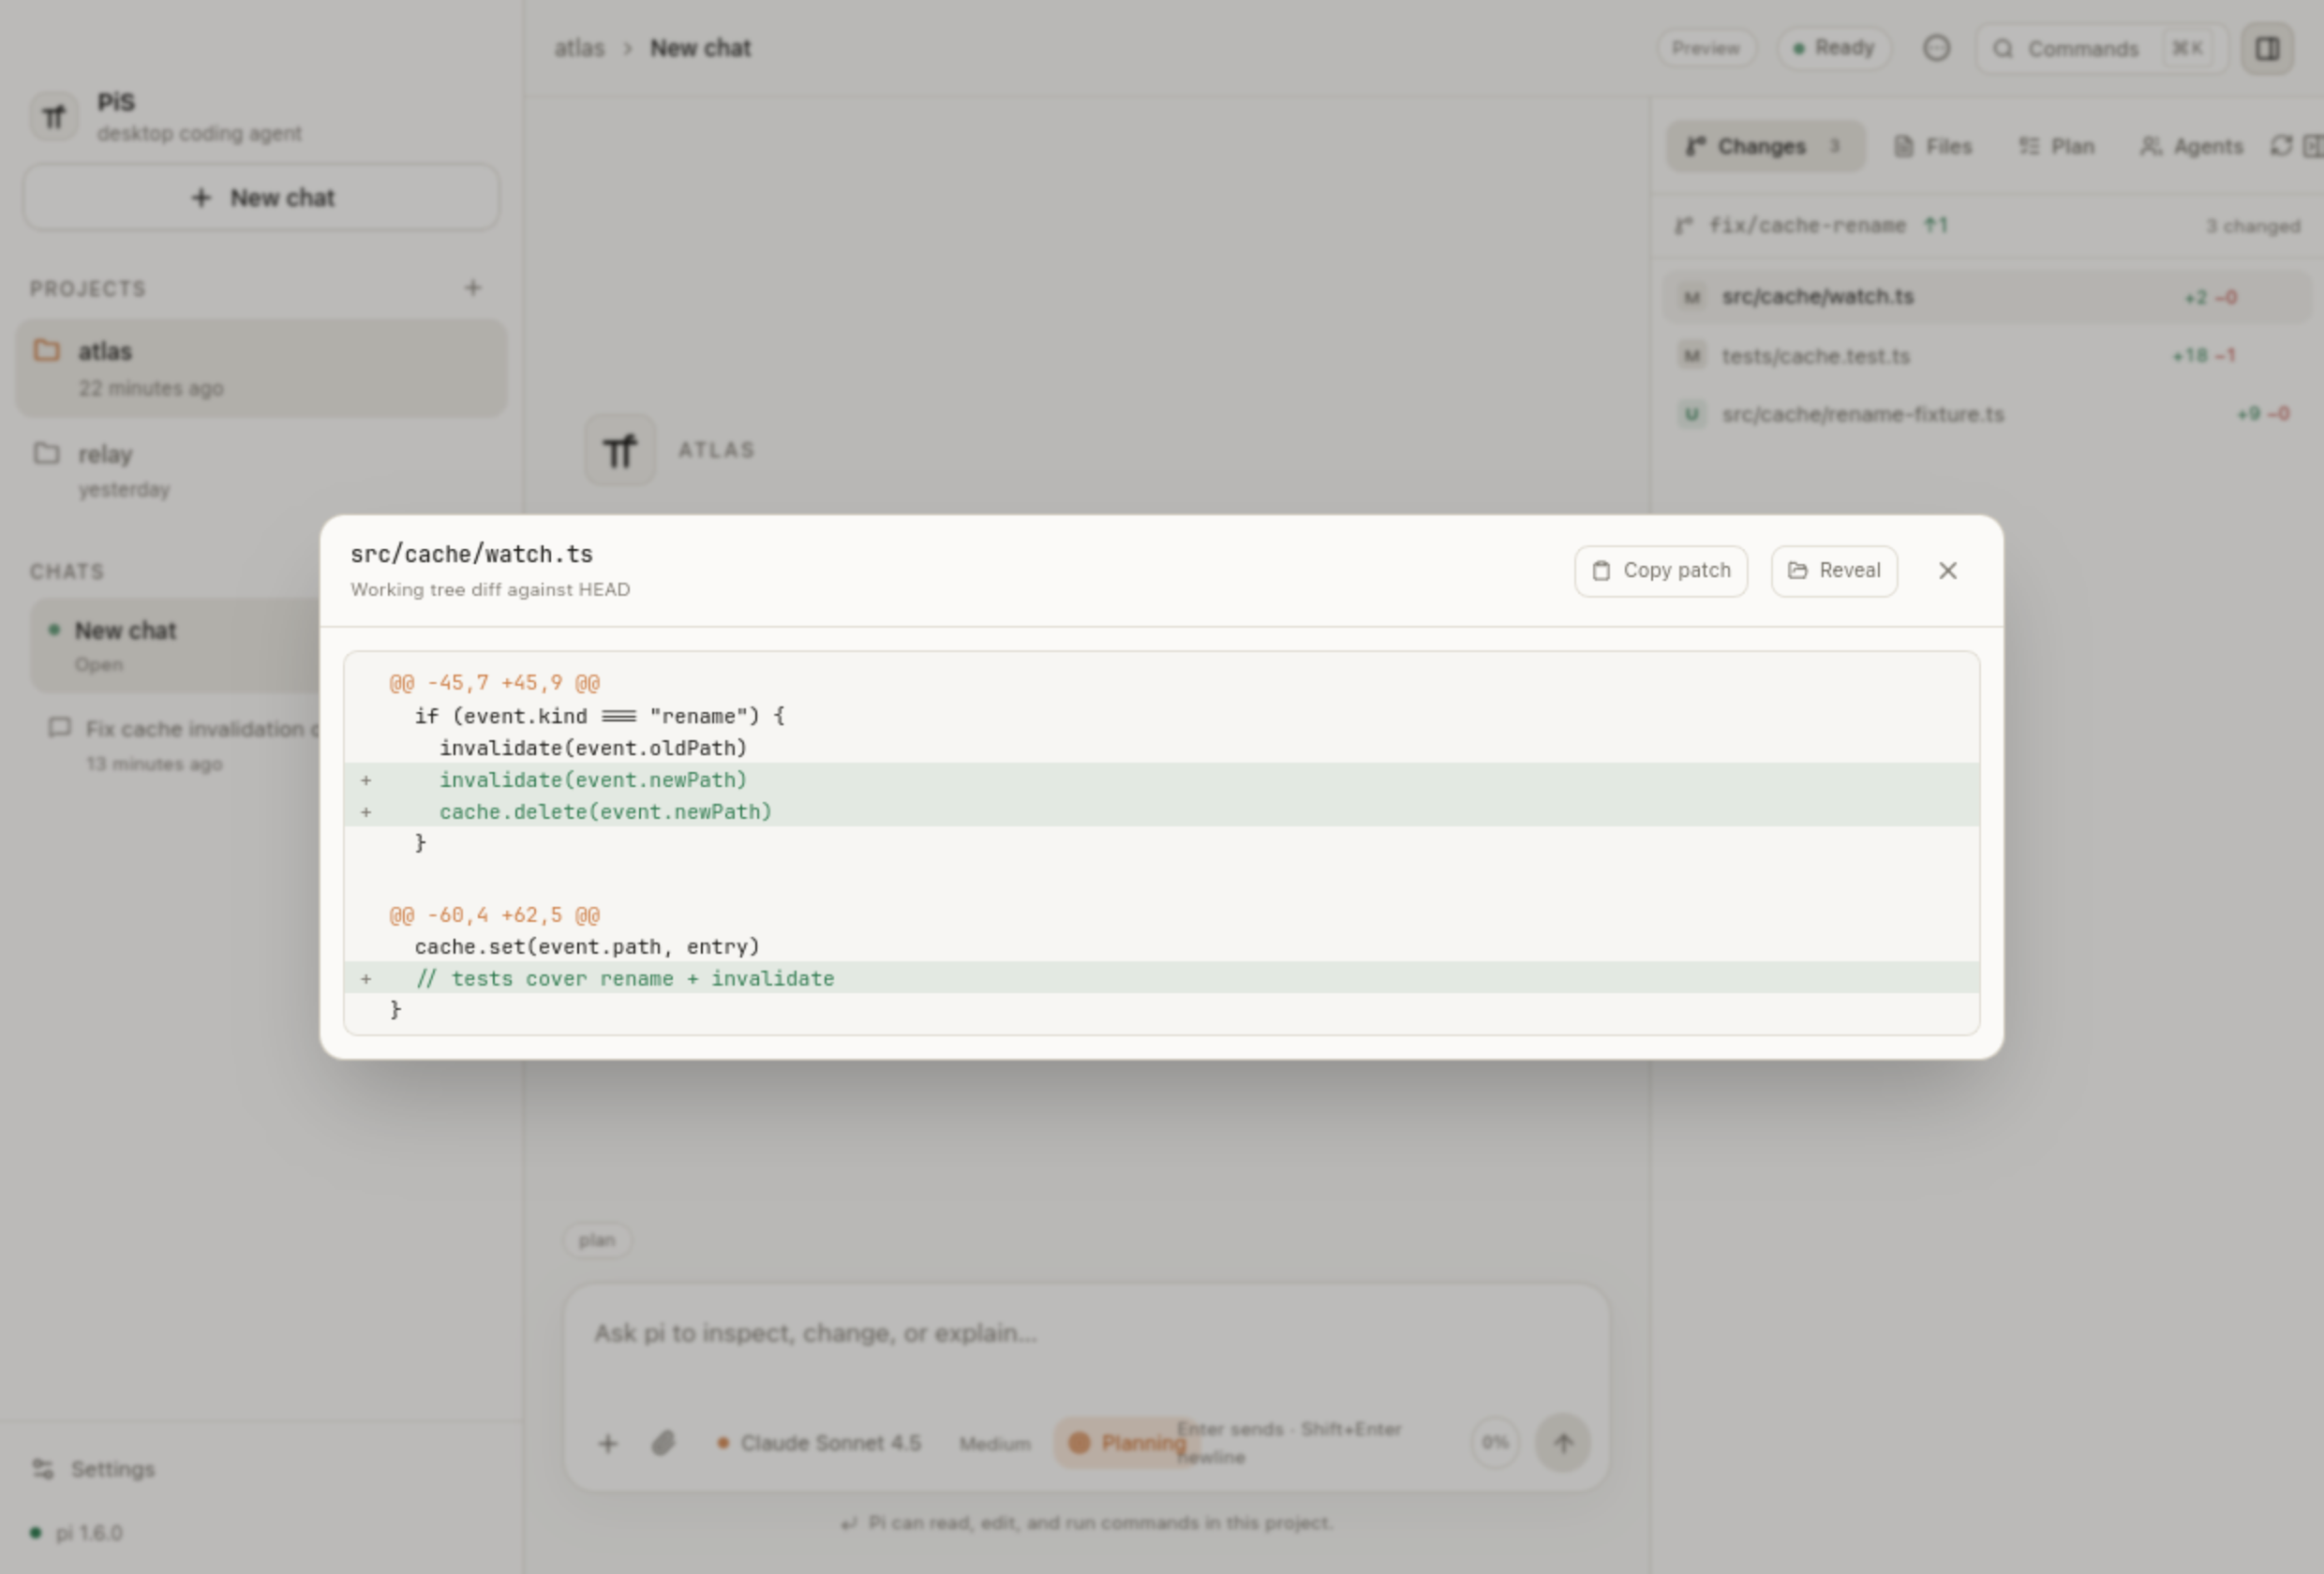 PiS
desktop coding agent
New chat
PROJECTS
atlas
22 minutes ago
relay
yesterday
CHATS
New chat
Open
Fix cache invalidation
13 minutes ago
Settings
pi 1.6.0
atlas › New chat
Preview
Ready
Commands ⌘K
Changes 3
Files
Plan
Agents
fix/cache-rename ↑1
3 changed
M src/cache/watch.ts +2 −0
M tests/cache.test.ts +18 −1
U src/cache/rename-fixture.ts +9 −0
ATLAS
src/cache/watch.ts
Working tree diff against HEAD
Copy patch
Reveal
@@ -45,7 +45,9 @@
if (event.kind === "rename") {
invalidate(event.oldPath)
+ invalidate(event.newPath)
+ cache.delete(event.newPath)
}
@@ -60,4 +62,5 @@
cache.set(event.path, entry)
+ // tests cover rename + invalidate
}
plan
Ask pi to inspect, change, or explain...
Claude Sonnet 4.5
Medium
Planning
Enter sends · Shift+Enter
newline
0%
Pi can read, edit, and run commands in this project.